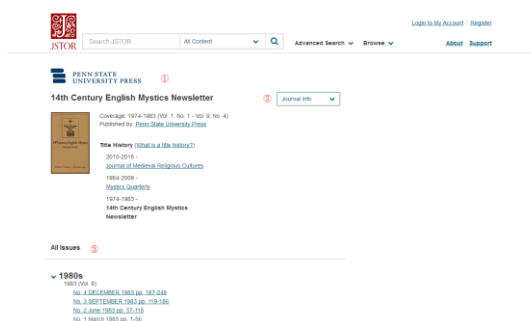 Login to My Account Register
JSTOR
Search JSTOR
All Content
Advanced Search
Browse
About Support
PENN STATE
UNIVERSITY PRESS
①
14th Century English Mystics Newsletter
②
Journal Info
Coverage: 1974-1983 (Vol. 1, No. 1 - Vol. 9, No. 4)
Published by: Penn State University Press
Title History (What is a title history?)
2010-2016 -
Journal of Medieval Religious Cultures
1984-2009 -
Mystics Quarterly
1974-1983 -
14th Century English Mystics
Newsletter
All Issues
③
1980s
1983 (Vol. 9)
No. 4 DECEMBER 1983 pp. 187-248
No. 3 SEPTEMBER 1983 pp. 119-186
No. 2 June 1983 pp. 57-118
No. 1 March 1983 pp. 1-56